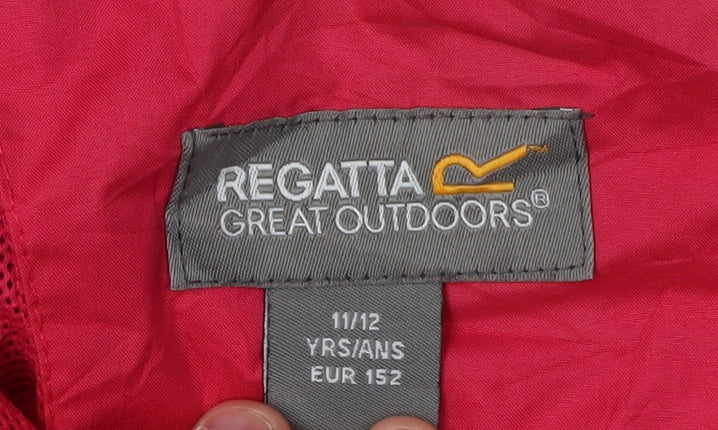 REGATTA
GREAT OUTDOORS®
11/12
YRS/ANS
EUR 152